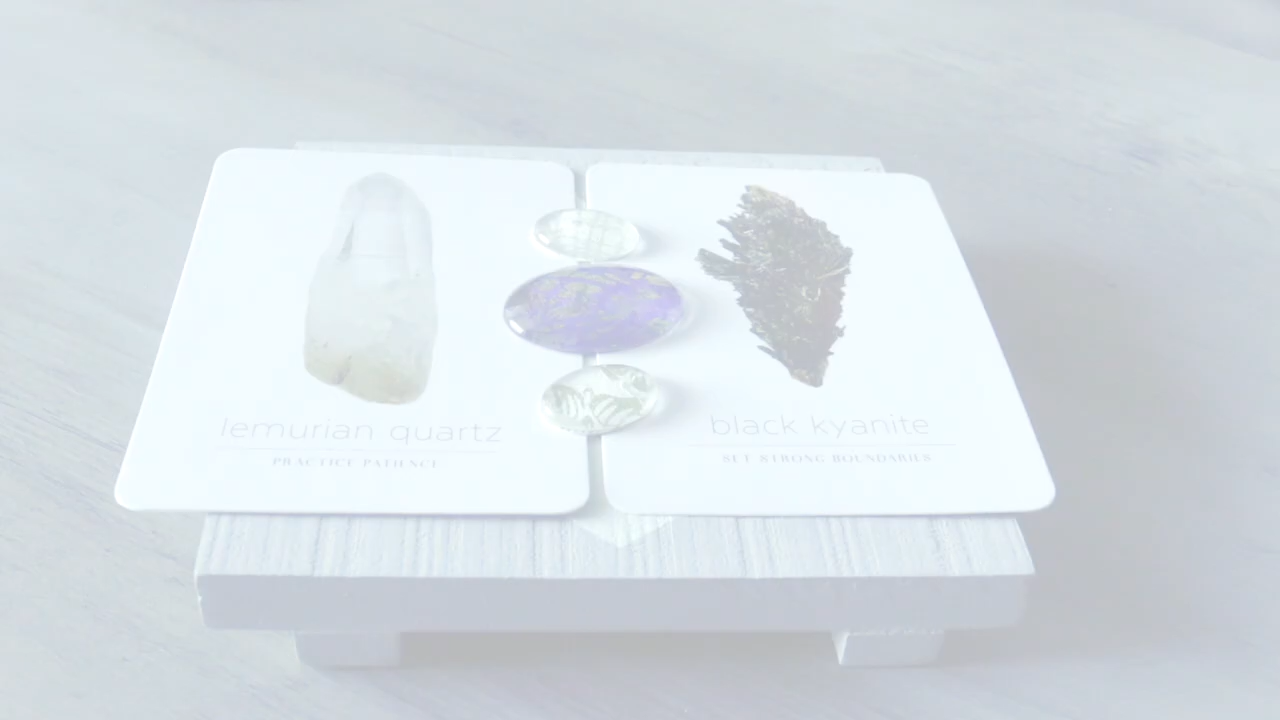 lemurian quartz
PRACTICE PATIENCE
black kyanite
SET STRONG BOUNDARIES